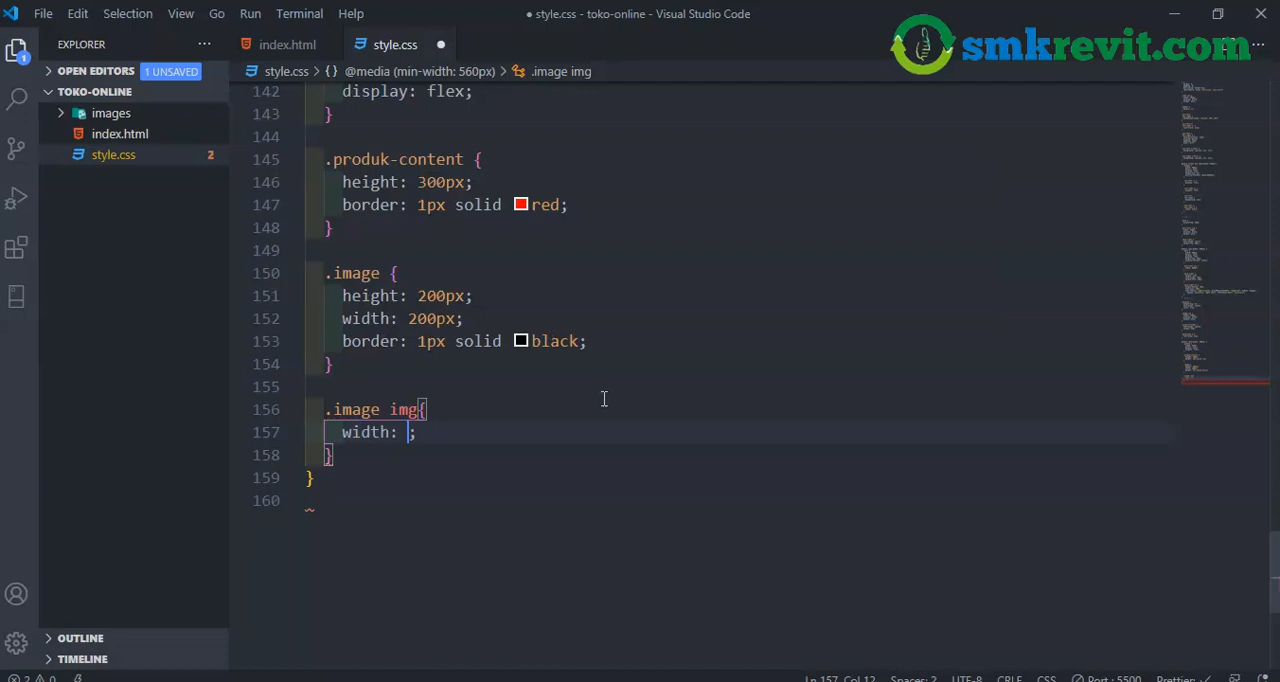 File Edit Selection View Go Run Terminal Help
● style.css - toko-online - Visual Studio Code
smkrevit.com
EXPLORER
index.html
style.css
OPEN EDITORS 1 UNSAVED
style.css > {} @media (min-width: 560px) > .image img
TOKO-ONLINE
images
index.html
style.css 2
142 display: flex;
143 }
144
145 .produk-content {
146 height: 300px;
147 border: 1px solid red;
148 }
149
150 .image {
151 height: 200px;
152 width: 200px;
153 border: 1px solid black;
154 }
155
156 .image img{
157 width: ;
158 }
159 }
160
OUTLINE
TIMELINE
1
2 0
Ln 157, Col 12 Spaces: 2 UTF-8 CRLF CSS Port : 5500 Prettier